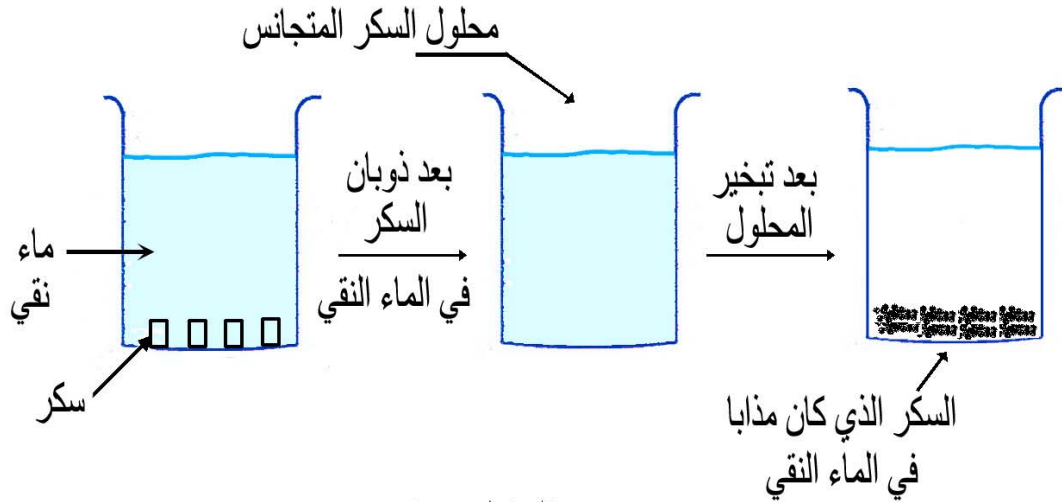 محلول السكر المتجانس
ماء
نقي
سكر
بعد ذوبان
السكر
في الماء النقي
بعد تبخير
المحلول
السكر الذي كان مذابا
في الماء النقي